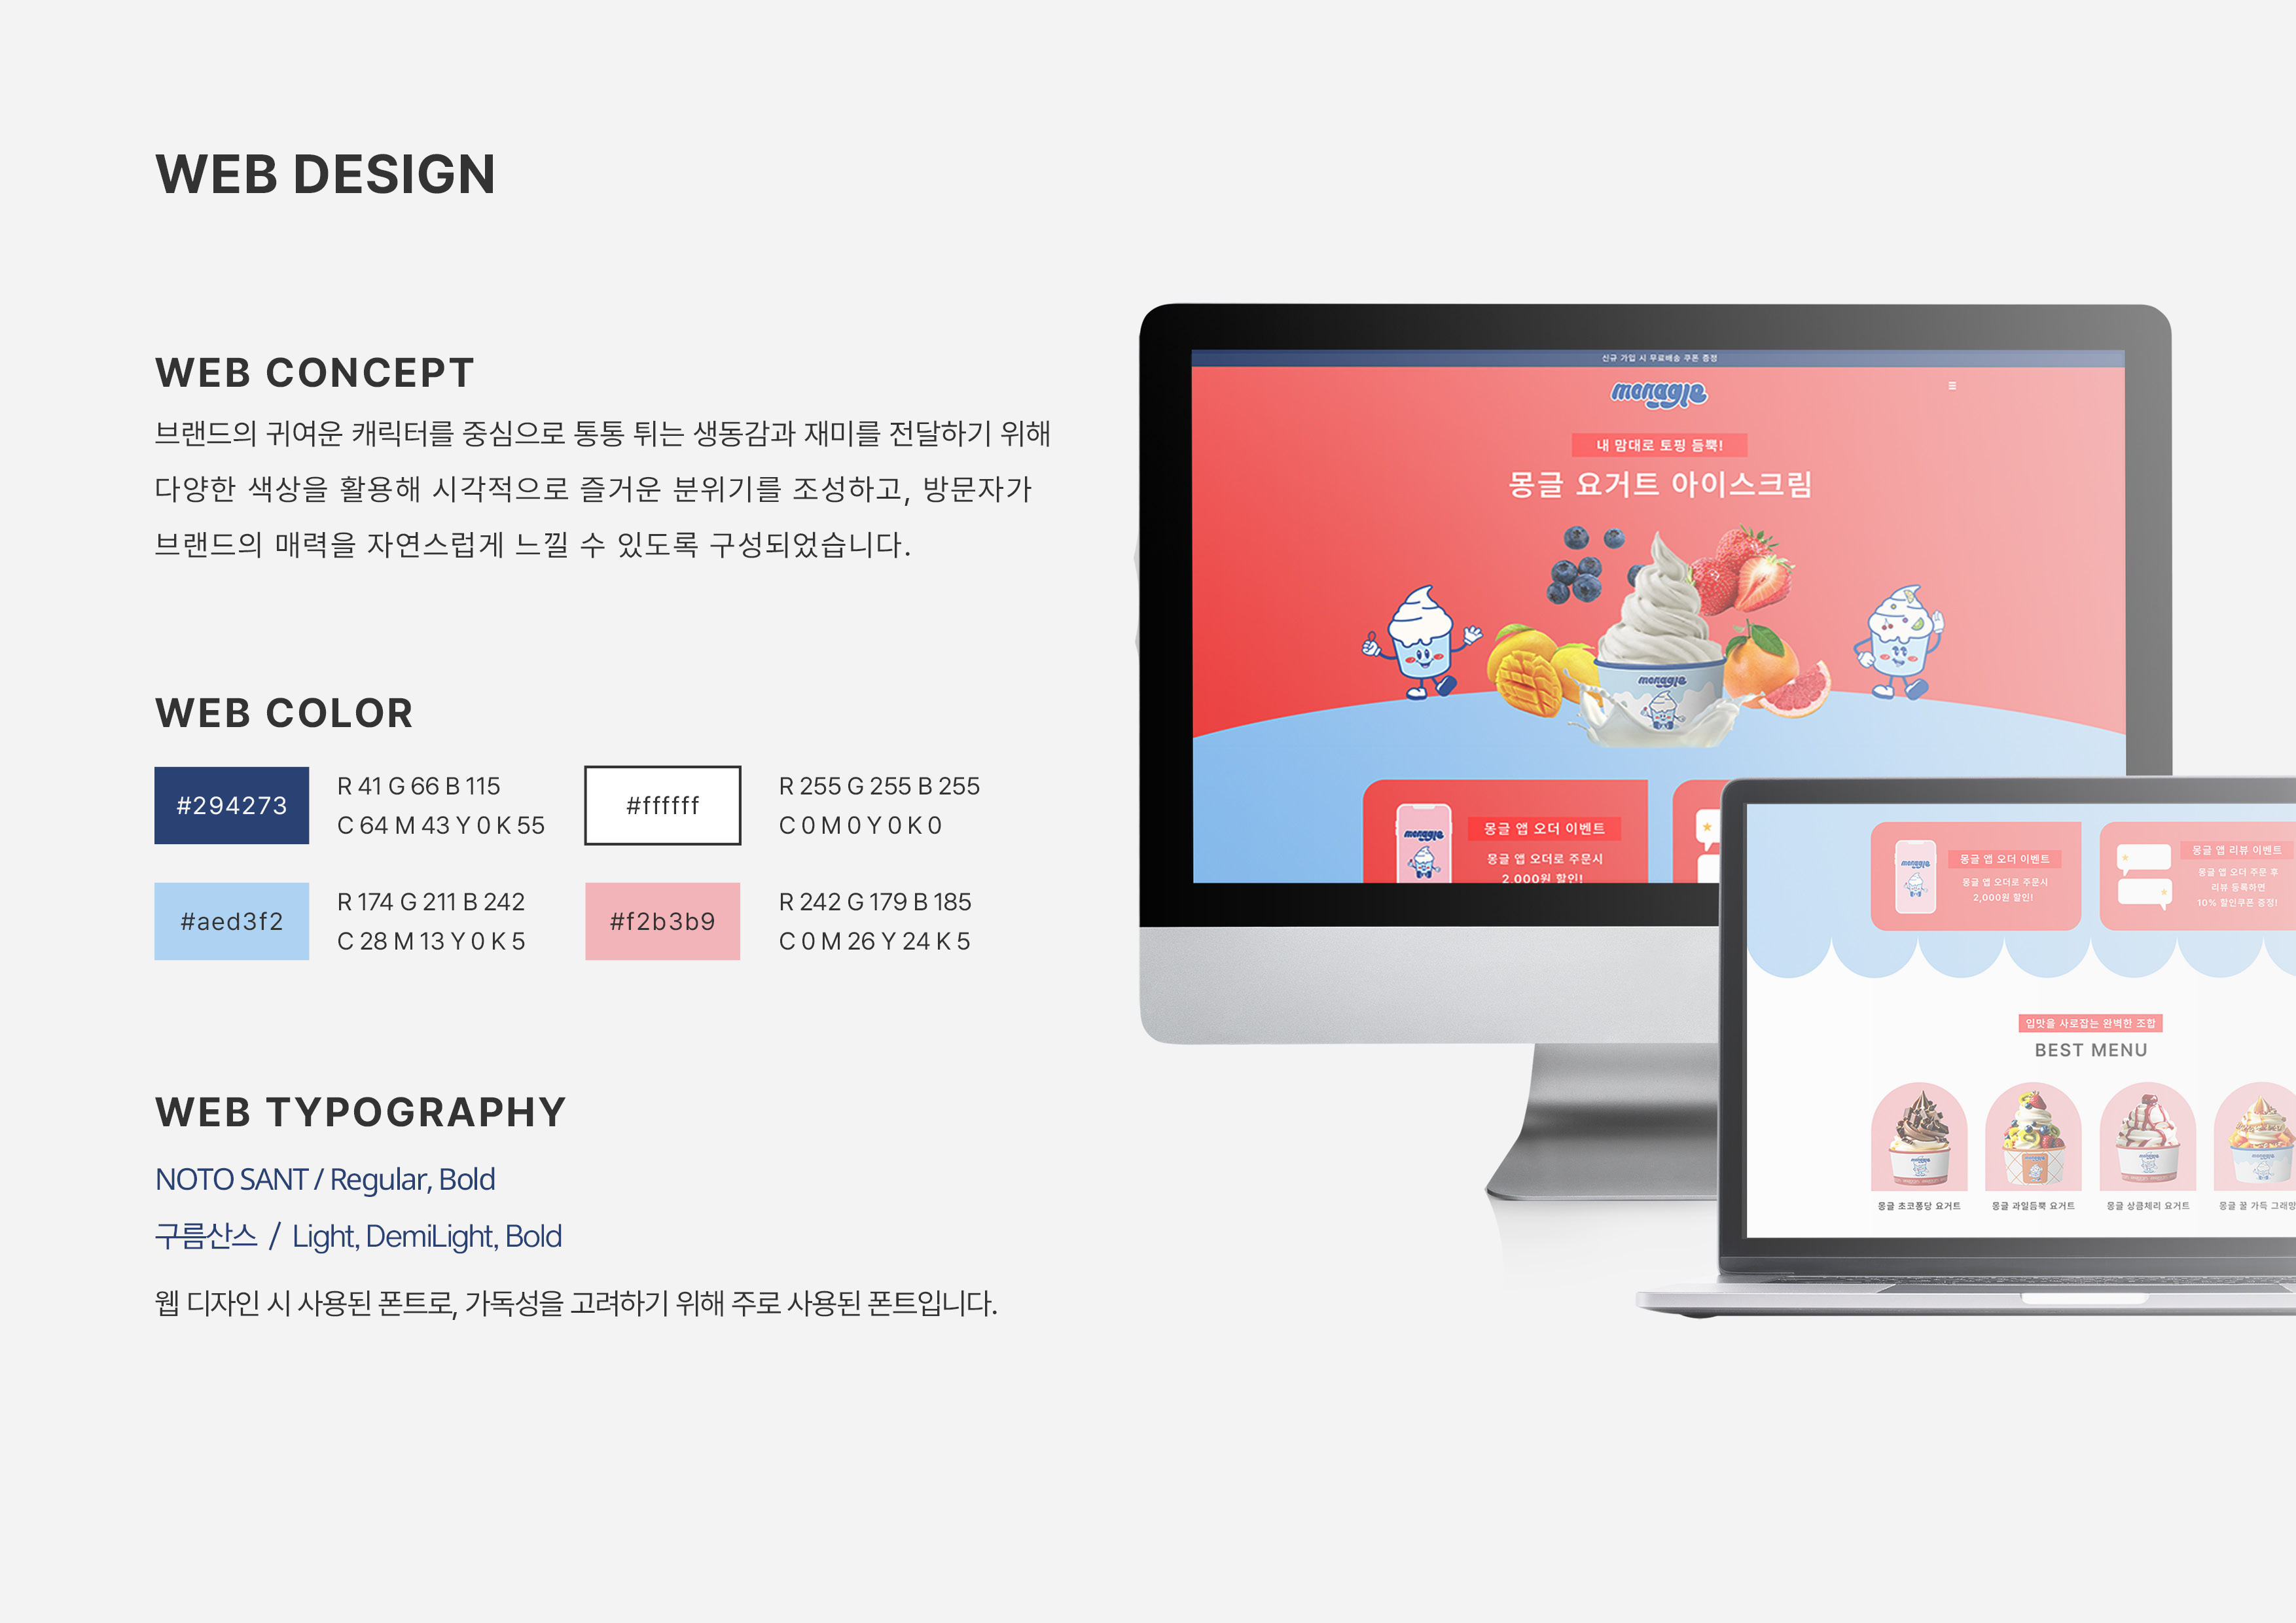 WEB DESIGN
WEB CONCEPT
브랜드의 귀여운 캐릭터를 중심으로 통통 튀는 생동감과 재미를 전달하기 위해
다양한 색상을 활용해 시각적으로 즐거운 분위기를 조성하고, 방문자가
브랜드의 매력을 자연스럽게 느낄 수 있도록 구성되었습니다.
WEB COLOR
#294273
R 41 G 66 B 115
C 64 M 43 Y 0 K 55
#ffffff
R 255 G 255 B 255
C 0 M 0 Y 0 K 0
#aed3f2
R 174 G 211 B 242
C 28 M 13 Y 0 K 5
#f2b3b9
R 242 G 179 B 185
C 0 M 26 Y 24 K 5
WEB TYPOGRAPHY
NOTO SANT / Regular, Bold
구름산스 / Light, DemiLight, Bold
웹 디자인 시 사용된 폰트로, 가독성을 고려하기 위해 주로 사용된 폰트입니다.
신규 가입 시 무료배송 쿠폰 증정
monggle
내 맘대로 토핑 듬뿍!
몽글 요거트 아이스크림
monggle
monggle
몽글 앱 오더 이벤트
몽글 앱 오더로 주문시
2,000원 할인!
monggle
몽글 앱 오더 이벤트
몽글 앱 오더로 주문시
2,000원 할인!
몽글 앱 리뷰 이벤트
몽글 앱 오더 주문 후
리뷰 등록하면
10% 할인쿠폰 증정!
입맛을 사로잡는 완벽한 조합
BEST MENU
몽글 초코퐁당 요거트
몽글 과일듬뿍 요거트
몽글 상큼체리 요거트
몽글 꿀 가득